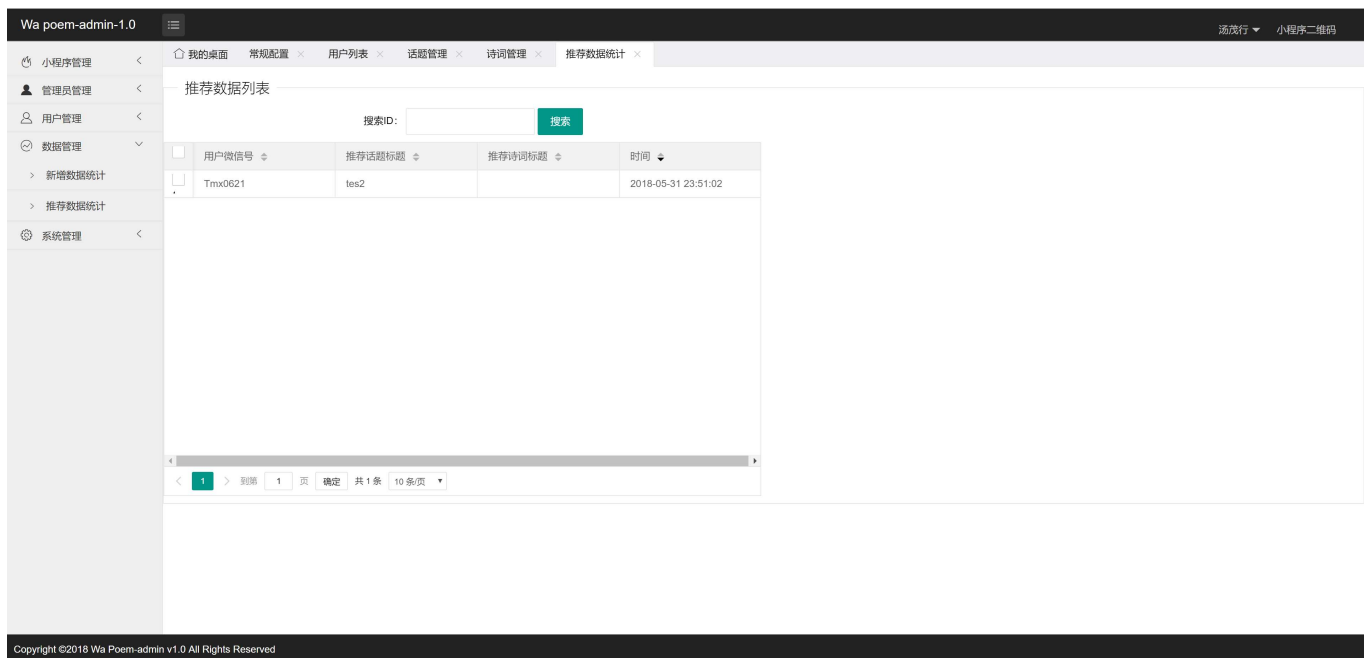 Wa poem-admin-1.0
汤茂行 小程序二维码
小程序管理
管理员管理
用户管理
数据管理
新增数据统计
推荐数据统计
系统管理
我的桌面 常规配置 用户列表 话题管理 诗词管理 推荐数据统计
推荐数据列表
搜索ID: 搜索
用户微信号 推荐话题标题 推荐诗词标题 时间
Tmx0621 tes2 2018-05-31 23:51:02
1 到第 1 页 确定 共 1 条 10 条/页
Copyright ©2018 Wa Poem-admin v1.0 All Rights Reserved